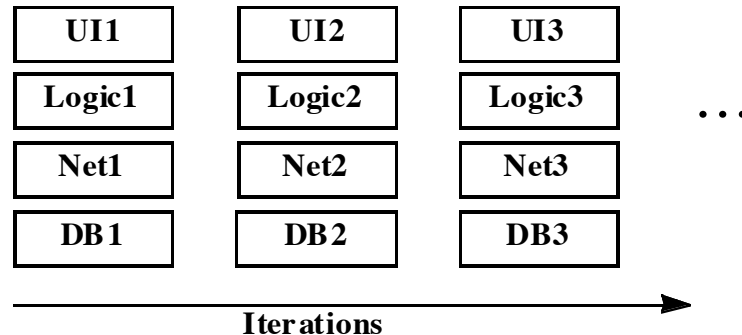 UI1 UI2 UI3
Logic1 Logic2 Logic3 ...
Net1 Net2 Net3
DB1 DB2 DB3
Iterations